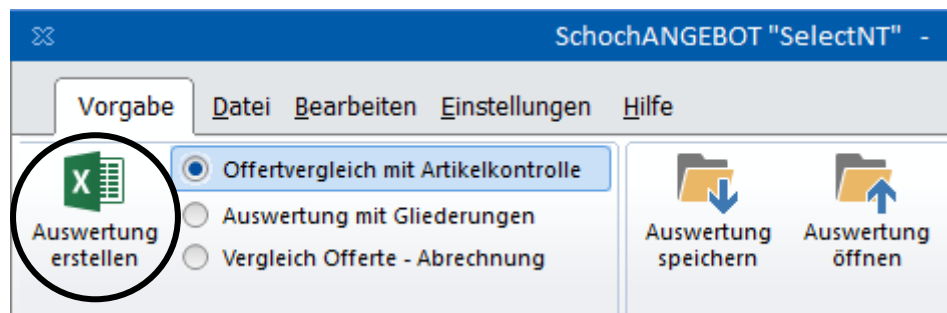 SchochANGEBOT "SelectNT" -
Vorgabe Datei Bearbeiten Einstellungen Hilfe
X
Auswertung
erstellen
Offertvergleich mit Artikelkontrolle
Auswertung mit Gliederungen
Vergleich Offerte - Abrechnung
Auswertung
speichern
Auswertung
öffnen